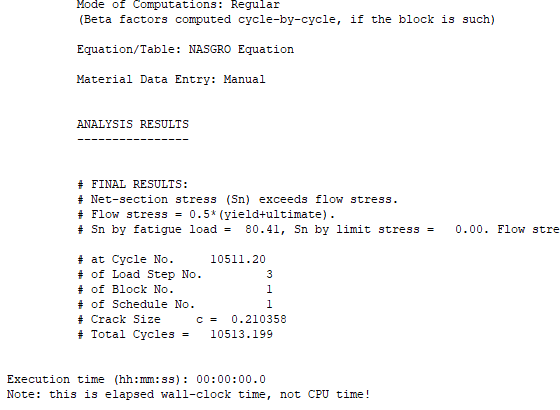 Mode of Computations: Regular
(Beta factors computed cycle-by-cycle, if the block is such)
Equation/Table: NASGRO Equation
Material Data Entry: Manual
ANALYSIS RESULTS
----------------
# FINAL RESULTS:
# Net-section stress (Sn) exceeds flow stress.
# Flow stress = 0.5*(yield+ultimate).
# Sn by fatigue load = 80.41, Sn by limit stress = 0.00. Flow stre
# at Cycle No. 10511.20
# of Load Step No. 3
# of Block No. 1
# of Schedule No. 1
# Crack Size c = 0.210358
# Total Cycles = 10513.199
Execution time (hh:mm:ss): 00:00:00.0
Note: this is elapsed wall-clock time, not CPU time!